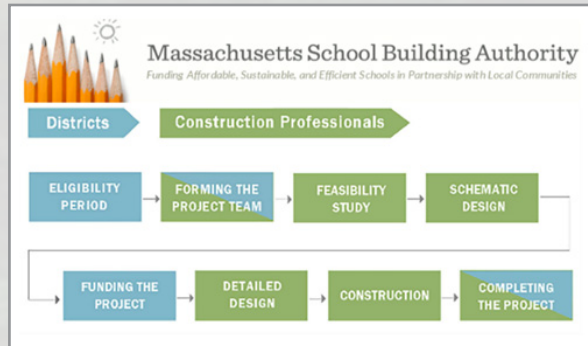 Massachusetts School Building Authority
Funding Affordable, Sustainable, and Efficient Schools in Partnership with Local Communities
Districts
Construction Professionals
ELIGIBILITY
PERIOD
FORMING THE
PROJECT TEAM
FEASIBILITY
STUDY
SCHEMATIC
DESIGN
FUNDING THE
PROJECT
DETAILED
DESIGN
CONSTRUCTION
COMPLETING
THE PROJECT